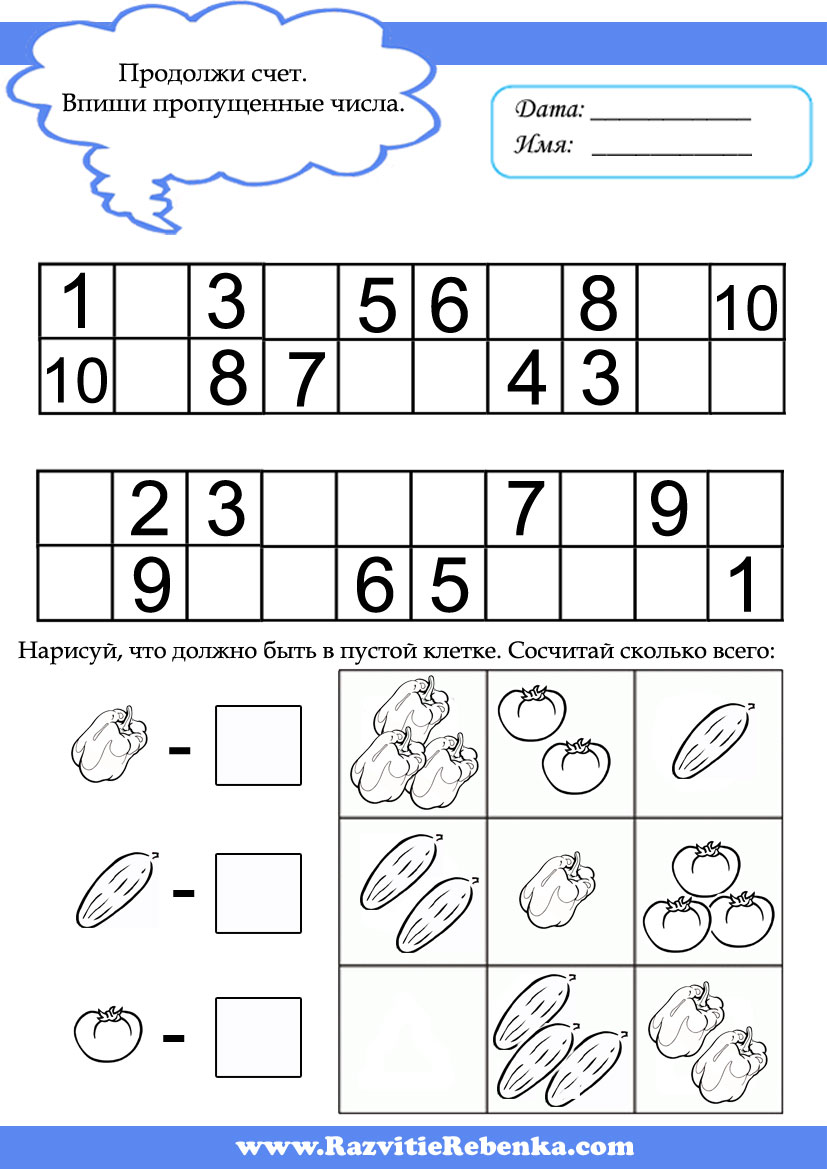 Продолжи счет.
Впиши пропущенные числа.
Дата: ____________
Имя: ____________
1 3 5 6 8 10
10 8 7 4 3
2 3 7 9
9 6 5 1
Нарисуй, что должно быть в пустой клетке. Сосчитай сколько всего:
-
-
-
www.RazvitieRebenka.com